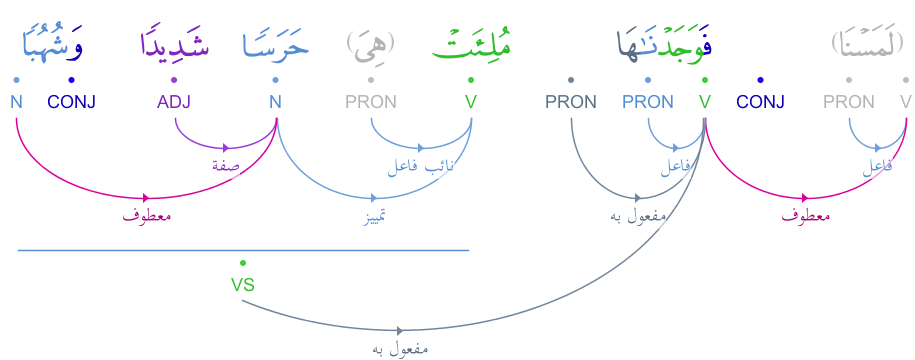 (لَمَسْنَا) فَوَجَدْنَٰهَا مُلِئَتْ (هِىَ) حَرَسًا شَدِيدًا وَشُهُبًا
V PRON CONJ V PRON PRON V PRON N ADJ CONJ N
فاعل فاعل نائب فاعل صفة
معطوف مفعول به تمييز معطوف
VS
مفعول به